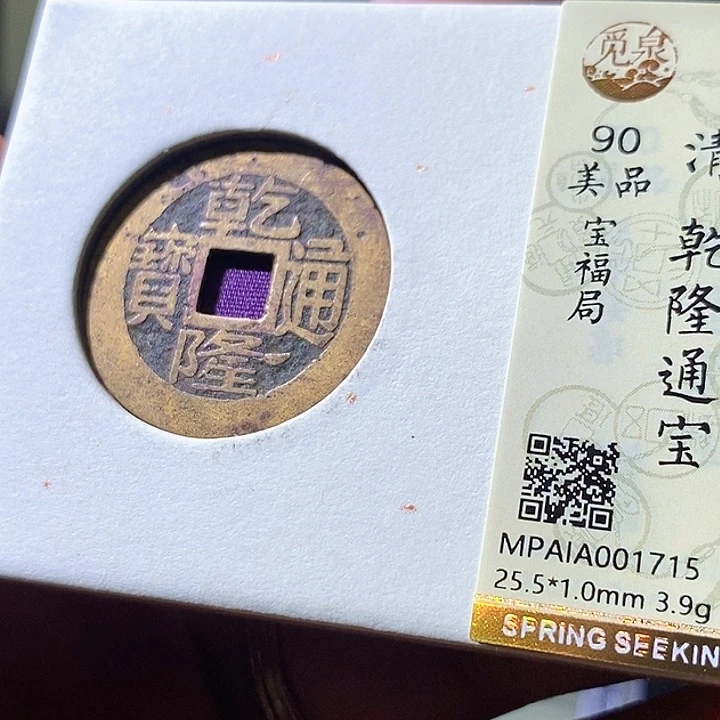 乾隆通寶
觅泉
90
美品
宝福局
清
乾隆通宝
MPAIA001715
25.5*1.0mm 3.9g
SPRING SEEKIN